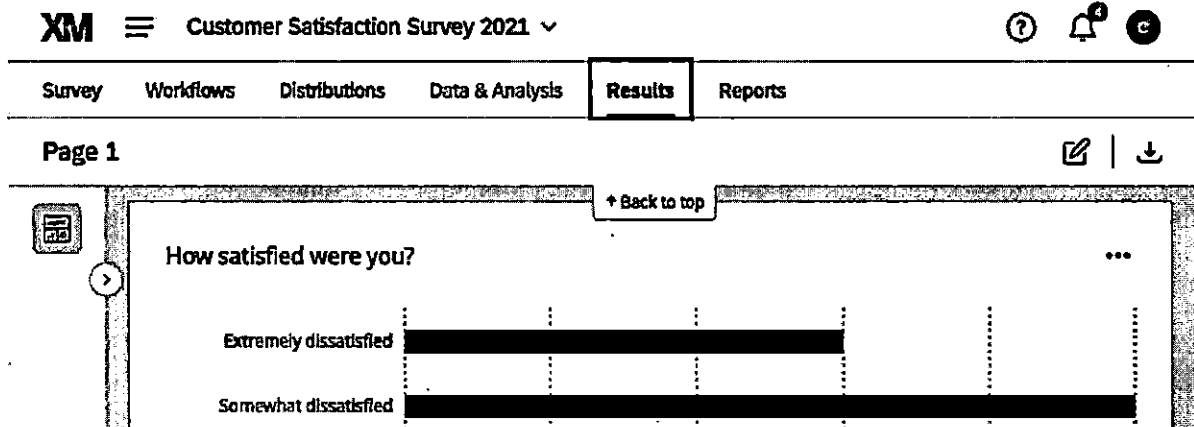 XM Customer Satisfaction Survey 2021
4 C
Survey Workflows Distributions Data & Analysis Results Reports
Page 1
Back to top
How satisfied were you?
Extremely dissatisfied
Somewhat dissatisfied